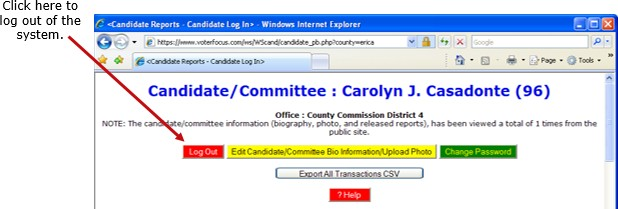 Click here to
log out of the
system.
<Candidate Reports - Candidate Log In> - Windows Internet Explorer
https://www.voterfocus.com/ws/WScand/candidate_pb.php?county=erica
Google
<Candidate Reports - Candidate Log In>
Page
Tools
Candidate/Committee : Carolyn J. Casadonte (96)
Office : County Commission District 4
NOTE: The candidate/committee information (biography, photo, and released reports), has been viewed a total of 1 times from the
public site.
Log Out
Edit Candidate/Committee Bio Information/Upload Photo
Change Password
Export All Transactions CSV
? Help